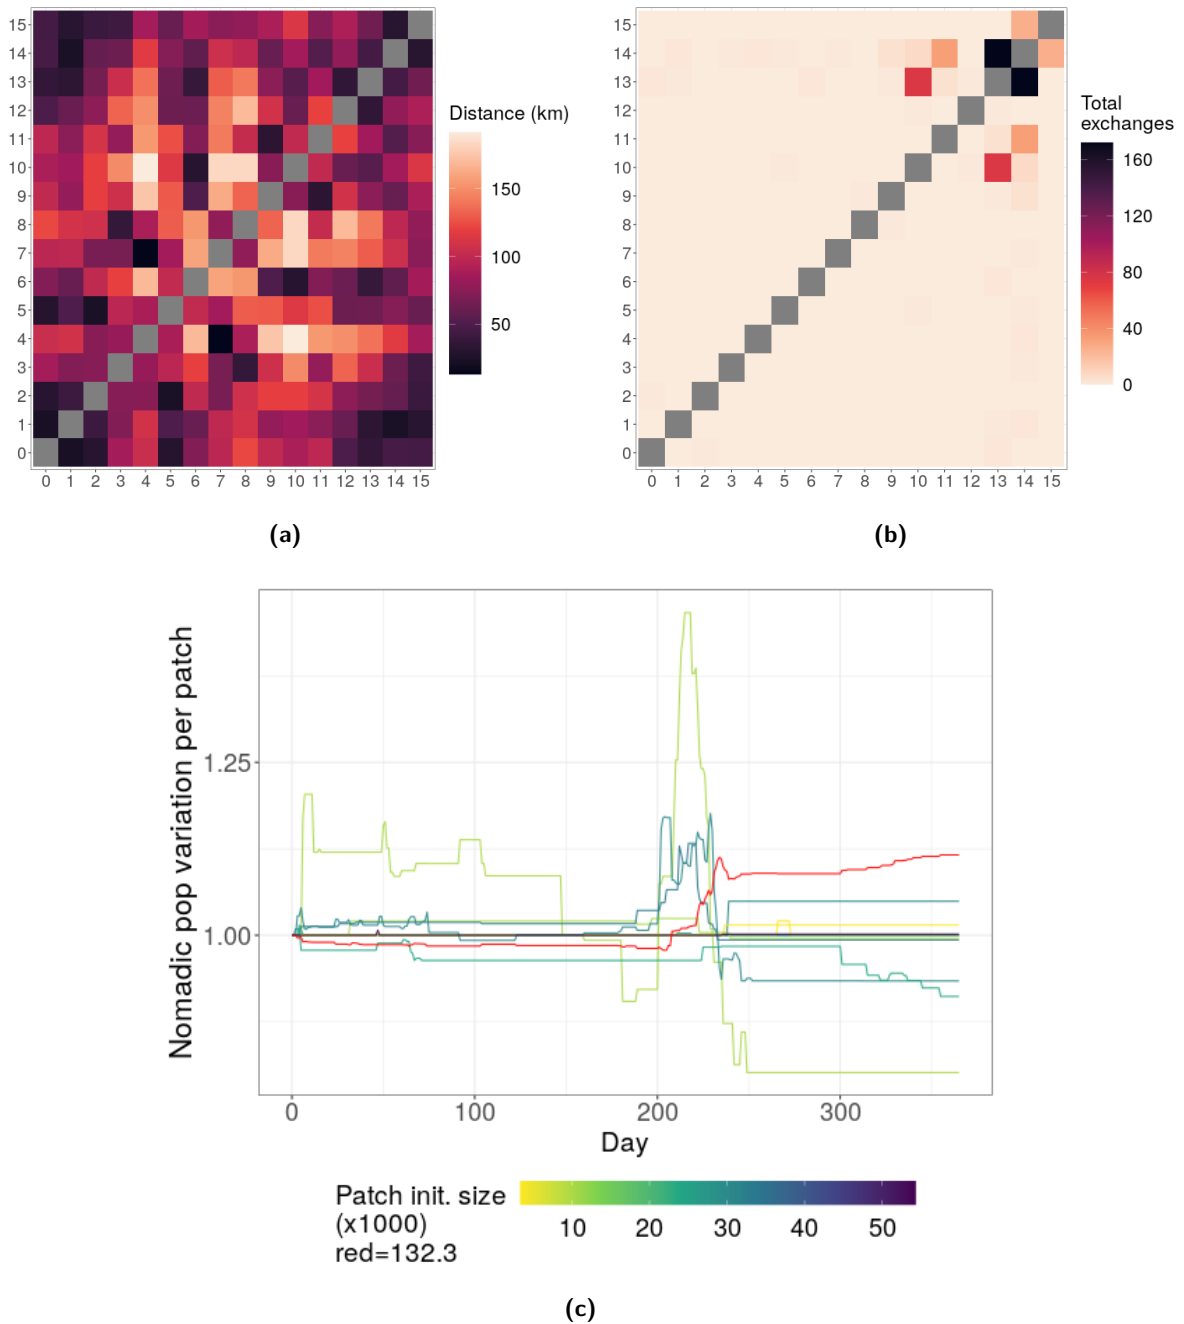 15
14
13
12
11
10
9
8
7
6
5
4
3
2
1
0
0 1 2 3 4 5 6 7 8 9 10 11 12 13 14 15
Distance (km)
150
100
50
(a)
15
14
13
12
11
10
9
8
7
6
5
4
3
2
1
0
0 1 2 3 4 5 6 7 8 9 10 11 12 13 14 15
Total
exchanges
160
120
80
40
0
(b)
Nomadic pop variation per patch
1.25
1.00
0 100 200 300
Day
Patch init. size
(x1000)
red=132.3
10 20 30 40 50
(c)